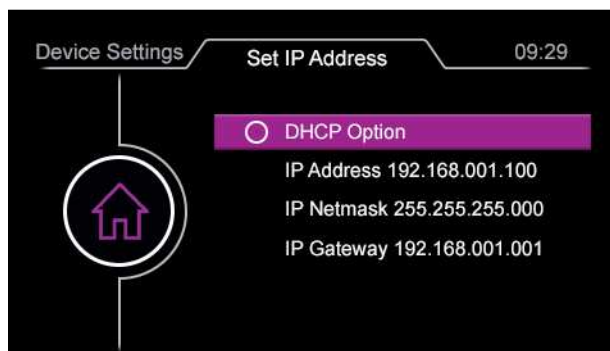 Device Settings
Set IP Address
09:29
DHCP Option
IP Address 192.168.001.100
IP Netmask 255.255.255.000
IP Gateway 192.168.001.001